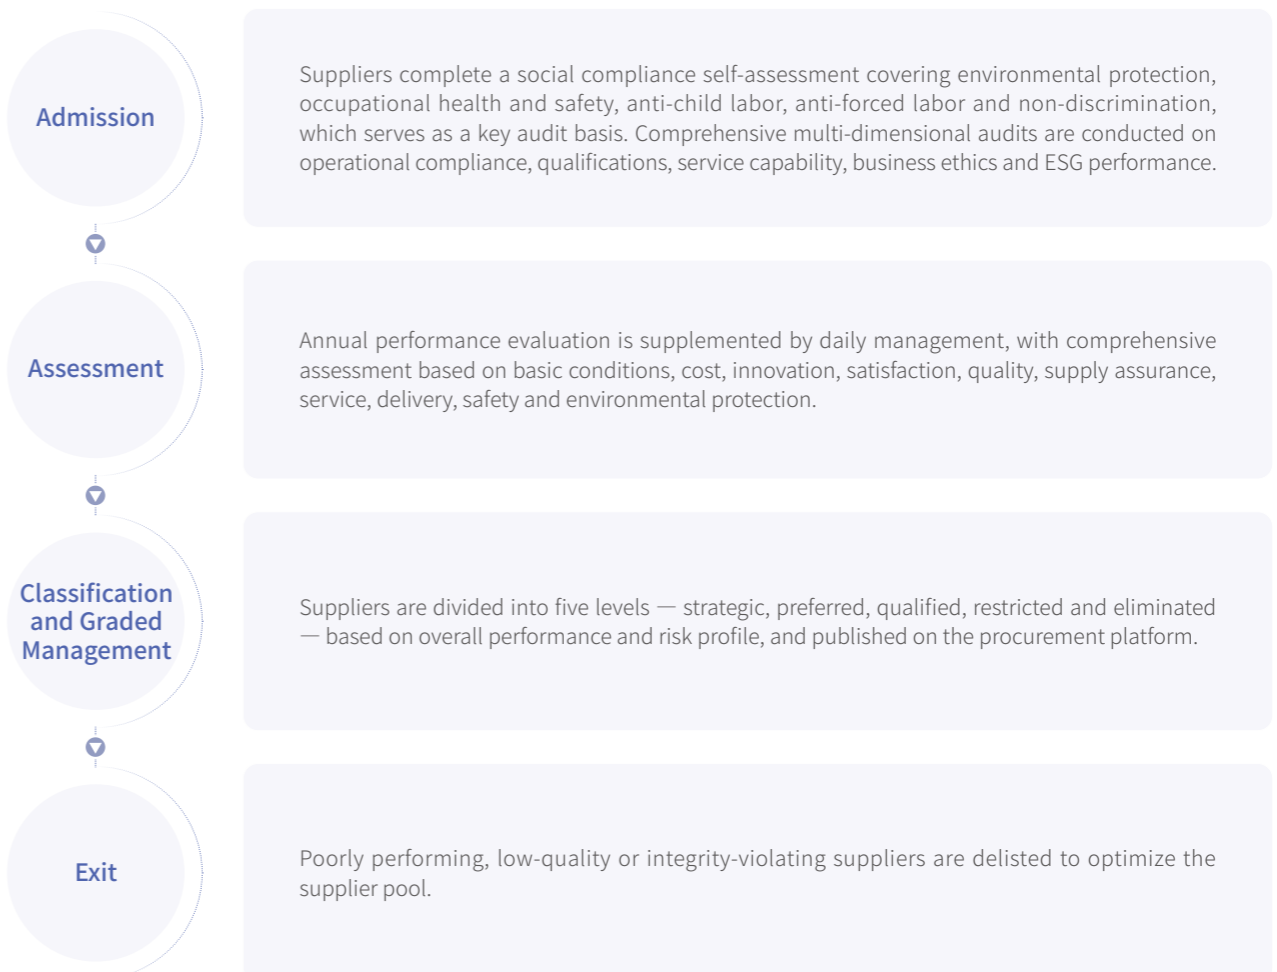 Admission
Suppliers complete a social compliance self-assessment covering environmental protection,
occupational health and safety, anti-child labor, anti-forced labor and non-discrimination,
which serves as a key audit basis. Comprehensive multi-dimensional audits are conducted on
operational compliance, qualifications, service capability, business ethics and ESG performance.
Assessment
Annual performance evaluation is supplemented by daily management, with comprehensive
assessment based on basic conditions, cost, innovation, satisfaction, quality, supply assurance,
service, delivery, safety and environmental protection.
Classification
and Graded
Management
Suppliers are divided into five levels — strategic, preferred, qualified, restricted and eliminated
— based on overall performance and risk profile, and published on the procurement platform.
Exit
Poorly performing, low-quality or integrity-violating suppliers are delisted to optimize the
supplier pool.